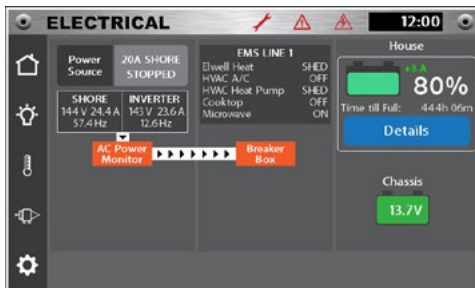 ELECTRICAL
12:00
Power Source
20A SHORE STOPPED
SHORE
144 V 24.4 A
57.4 Hz
INVERTER
143 V 23.6 A
12.6Hz
AC Power Monitor
Breaker Box
EMS LINE 1
Elwell Heat SHED
HVAC A/C OFF
HVAC Heat Pump SHED
Cooktop OFF
Microwave ON
House
+3 A
80%
Time till Full: 444h 06m
Details
Chassis
13.7V